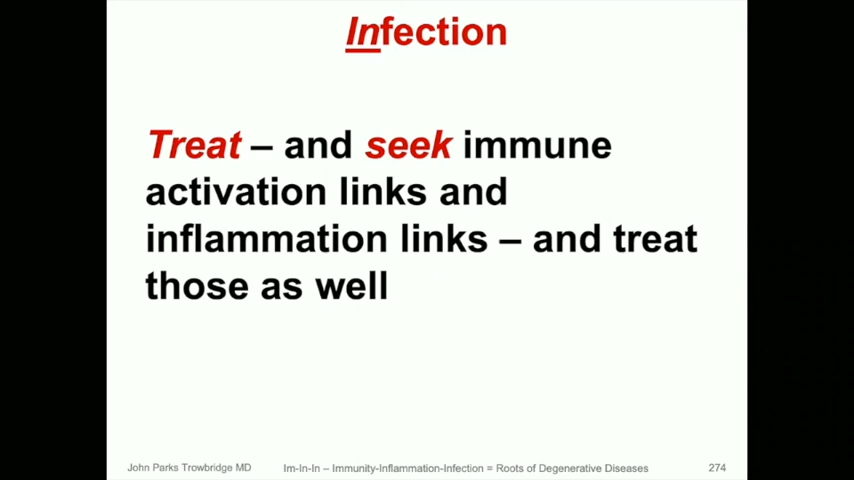 Infection
Treat – and seek immune
activation links and
inflammation links – and treat
those as well
John Parks Trowbridge MD Im-In-In – Immunity-Inflammation-Infection = Roots of Degenerative Diseases 274